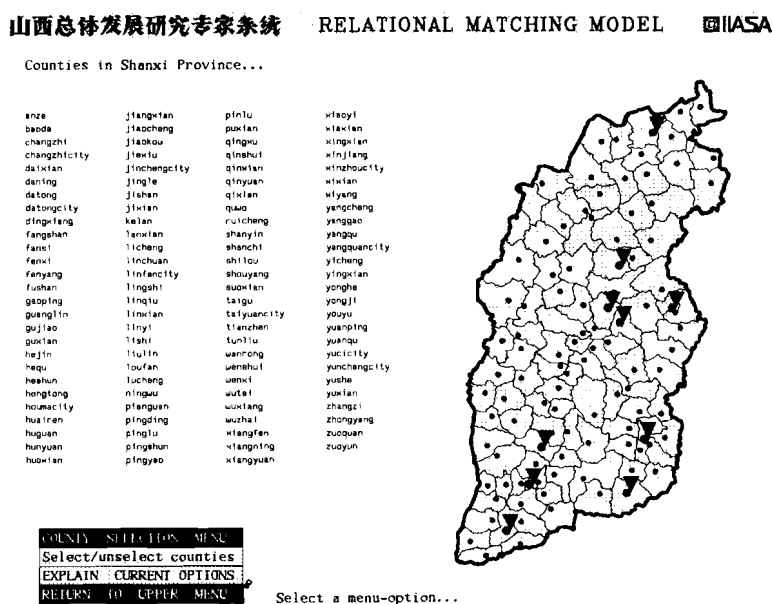 山西总体发展研究专家系统 RELATIONAL MATCHING MODEL IIASA
Counties in Shanxi Province...
anze
baode
changzhi
changzhicity
daixian
daning
datong
datongcity
dingxiang
fangshan
fansi
fenxi
fenyang
fushan
gaoping
guanglin
gujiao
guxian
hejin
hequ
heshun
hongtong
houmacity
huairen
huguan
hunyuan
huoxian
jiangxian
jiaocheng
jiaokou
jiexiu
jinchengcity
jingle
jishan
jixian
kelan
lanxian
licheng
linchuan
linfencity
lingshi
linqiu
linxian
linyi
lishi
liulin
loufan
lucheng
ningwu
pianguan
pingding
pinglu
pingshun
pingyao
pinlu
puxian
qingxu
qinshui
qinxian
qinyuan
qixian
quwo
ruicheng
shanyin
shenchi
shilou
shouyang
suoxian
taigu
taiyuancity
tianzhen
tunliu
wanrong
wenshui
wenxi
wutai
wuxiang
wuzhai
xiangfen
xiangning
xiangyuan
xiaoyi
xiaxian
xingxian
xinjiang
xinzhoucity
xixian
xiyang
yangcheng
yanggao
yangqu
yangquancity
yicheng
yingxian
yonghe
yongji
youyu
yuanping
yuanqu
yucicity
yunchengcity
yushe
yuxian
zhangzi
zhongyang
zuoquan
zuoyun
COUNTY SELECTION MENU
Select/unselect counties
EXPLAIN CURRENT OPTIONS
RETURN TO UPPER MENU
Select a menu-option...